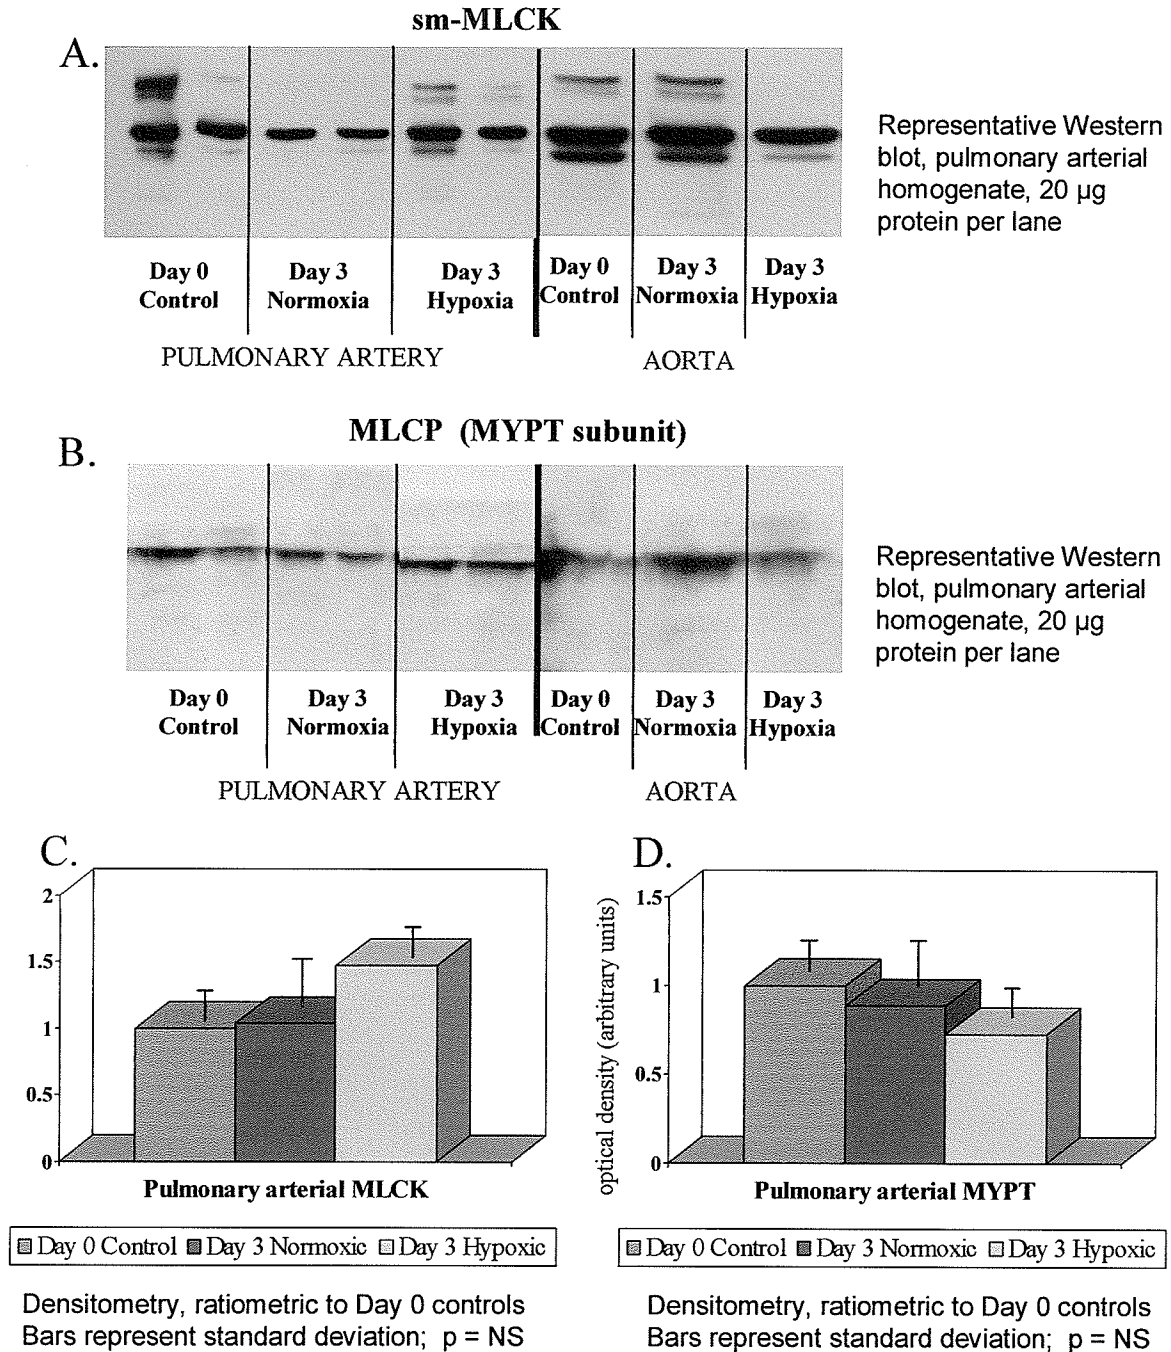 sm-MLCK
A.
Representative Western
blot, pulmonary arterial
homogenate, 20 µg
protein per lane
Day 0 Day 3 Day 3 Day 0 Day 3 Day 3
Control Normoxia Hypoxia Control Normoxia Hypoxia
PULMONARY ARTERY AORTA
MLCP (MYPT subunit)
B.
Representative Western
blot, pulmonary arterial
homogenate, 20 µg
protein per lane
Day 0 Day 3 Day 3 Day 0 Day 3 Day 3
Control Normoxia Hypoxia Control Normoxia Hypoxia
PULMONARY ARTERY AORTA
C.
2
1.5
1
0.5
0
Pulmonary arterial MLCK
Day 0 Control Day 3 Normoxic Day 3 Hypoxic
Densitometry, ratiometric to Day 0 controls
Bars represent standard deviation; p = NS
D.
optical density (arbitrary units)
1.5
1
0.5
0
Pulmonary arterial MYPT
Day 0 Control Day 3 Normoxic Day 3 Hypoxic
Densitometry, ratiometric to Day 0 controls
Bars represent standard deviation; p = NS